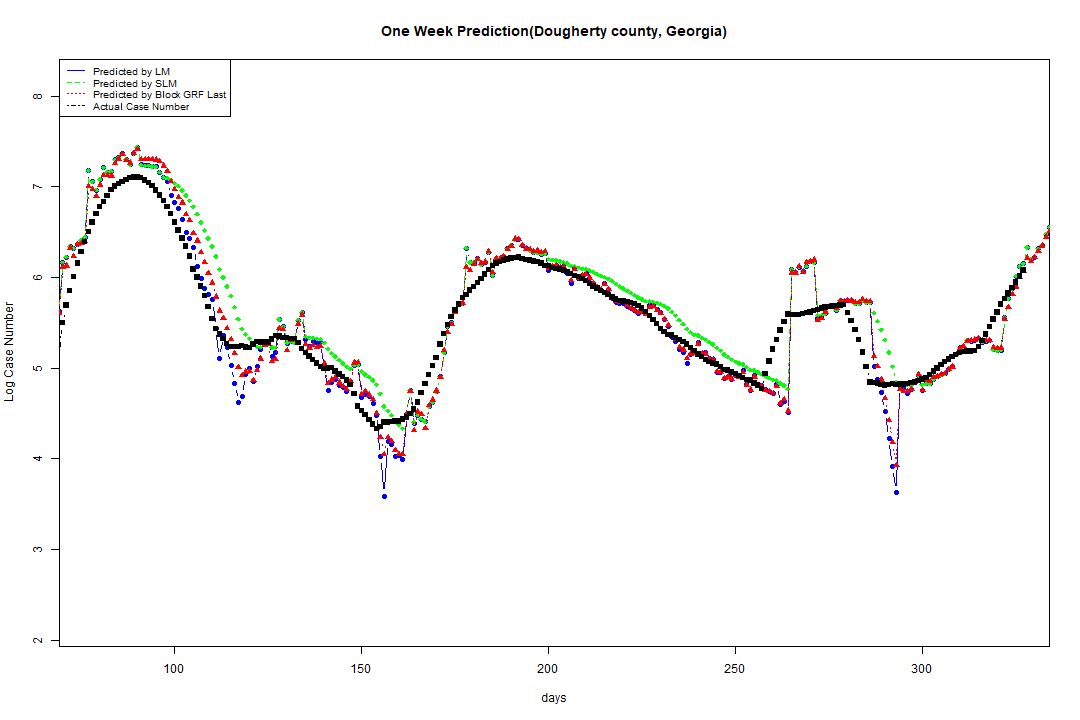 One Week Prediction(Dougherty county, Georgia)
Predicted by LM
Predicted by SLM
Predicted by Block GRF Last
Actual Case Number
Log Case Number
8
7
6
5
4
3
2
100 150 200 250 300
days